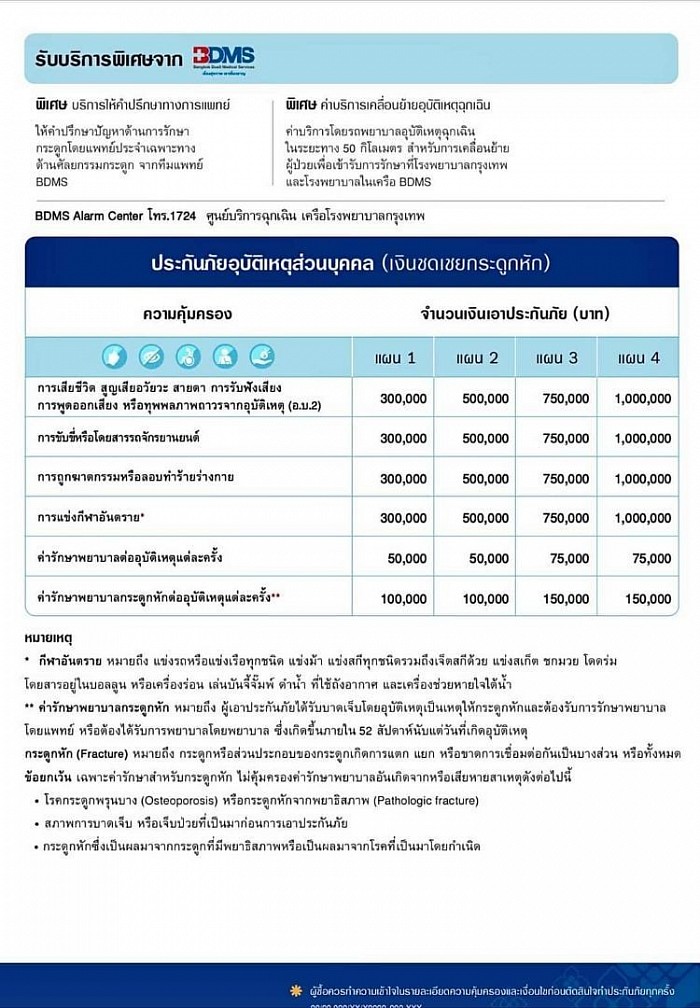 รับบริการพิเศษจาก BDMS
Bangkok Dusit Medical Services
พิเศษ บริการให้คำปรึกษาทางการแพทย์
ให้คำปรึกษาปัญหาด้านการรักษา
กระดูกโดยแพทย์ประจำเฉพาะทาง
ด้านศัลยกรรมกระดูก จากทีมแพทย์
BDMS
พิเศษ ค่าบริการเคลื่อนย้ายอุบัติเหตุฉุกเฉิน
ค่าบริการโดยรถพยาบาลอุบัติเหตุฉุกเฉิน
ในระยะทาง 50 กิโลเมตร สำหรับการเคลื่อนย้าย
ผู้ป่วยเพื่อเข้ารับการรักษาที่โรงพยาบาลกรุงเทพ
และโรงพยาบาลในเครือ BDMS
BDMS Alarm Center โทร.1724 ศูนย์บริการฉุกเฉิน เครือโรงพยาบาลกรุงเทพ
ประกันภัยอุบัติเหตุส่วนบุคคล (เงินชดเชยกระดูกหัก)
ความคุ้มครอง จำนวนเงินเอาประกันภัย (บาท)
แผน 1 แผน 2 แผน 3 แผน 4
การเสียชีวิต สูญเสียอวัยวะ สายตา การรับฟังเสียง
การพูดออกเสียง หรือทุพพลภาพถาวรจากอุบัติเหตุ (อ.บ.2) 300,000 500,000 750,000 1,000,000
การขับขี่หรือโดยสารรถจักรยานยนต์ 300,000 500,000 750,000 1,000,000
การถูกฆาตกรรมหรือลอบทำร้ายร่างกาย 300,000 500,000 750,000 1,000,000
การแข่งกีฬาอันตราย* 300,000 500,000 750,000 1,000,000
ค่ารักษาพยาบาลต่ออุบัติเหตุแต่ละครั้ง 50,000 50,000 75,000 75,000
ค่ารักษาพยาบาลกระดูกหักต่ออุบัติเหตุแต่ละครั้ง** 100,000 100,000 150,000 150,000
หมายเหตุ
* กีฬาอันตราย หมายถึง แข่งรถหรือแข่งเรือทุกชนิด แข่งม้า แข่งสกีทุกชนิดรวมถึงเจ็ตสกีด้วย แข่งสเก็ต ชกมวย โดดร่ม
โดยสารอยู่ในบอลลูน หรือเครื่องร่อน เล่นบันจี้จั๊มพ์ ดำน้ำ ที่ใช้ถังอากาศ และเครื่องช่วยหายใจใต้น้ำ
** ค่ารักษาพยาบาลกระดูกหัก หมายถึง ผู้เอาประกันภัยได้รับบาดเจ็บโดยอุบัติเหตุเป็นเหตุให้กระดูกหักและต้องรับการรักษาพยาบาล
โดยแพทย์ หรือต้องได้รับการพยาบาลโดยพยาบาล ซึ่งเกิดขึ้นภายใน 52 สัปดาห์นับแต่วันที่เกิดอุบัติเหตุ
กระดูกหัก (Fracture) หมายถึง กระดูกหรือส่วนประกอบของกระดูกเกิดการแตก แยก หรือขาดการเชื่อมต่อกันเป็นบางส่วน หรือทั้งหมด
ข้อยกเว้น เฉพาะค่ารักษาสำหรับกระดูกหัก ไม่คุ้มครองค่ารักษาพยาบาลอันเกิดจากหรือเสียหายสาเหตุดังต่อไปนี้
• โรคกระดูกพรุนบาง (Osteoporosis) หรือกระดูกหักจากพยาธิสภาพ (Pathologic fracture)
• สภาพการบาดเจ็บ หรือเจ็บป่วยที่เป็นมาก่อนการเอาประกันภัย
• กระดูกหักซึ่งเป็นผลมาจากกระดูกที่มีพยาธิสภาพหรือเป็นผลมาจากโรคที่เป็นมาโดยกำเนิด
ผู้ซื้อควรทำความเข้าใจในรายละเอียดความคุ้มครองและเงื่อนไขก่อนตัดสินใจทำประกันภัยทุกครั้ง